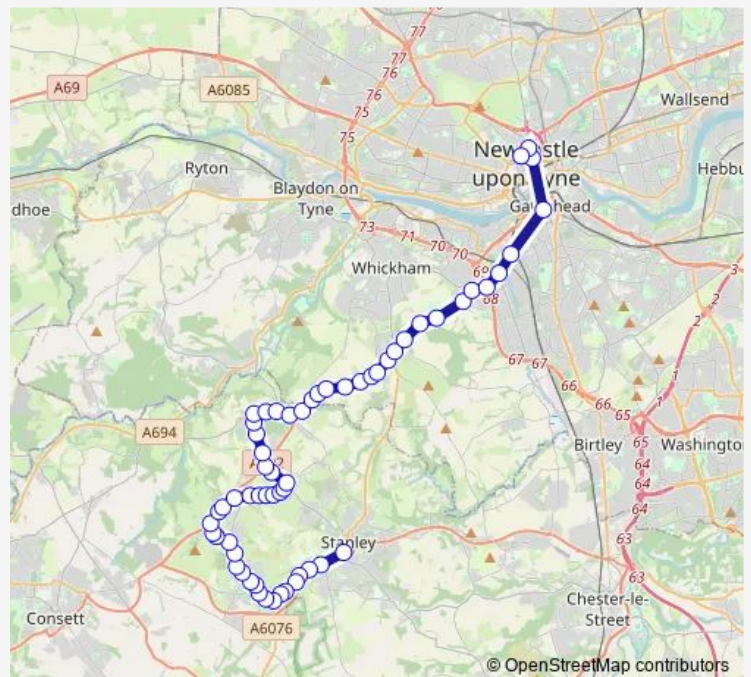 77
77
A69
A6085
76
76
75
75
Wallsend
Newcastle
upon Tyne
Ryton
Hebbu
Blaydon on
Tyne
dhoe
Gateshead
73
71
70
70
Whickham
69
68
3
2
2
1
1
67
67
66
66
65
65
A694
Birtley
Washington
64
64
64
Stanley
63
63
Chester-le-
Street
Consett
A6076
© OpenStreetMap contributors